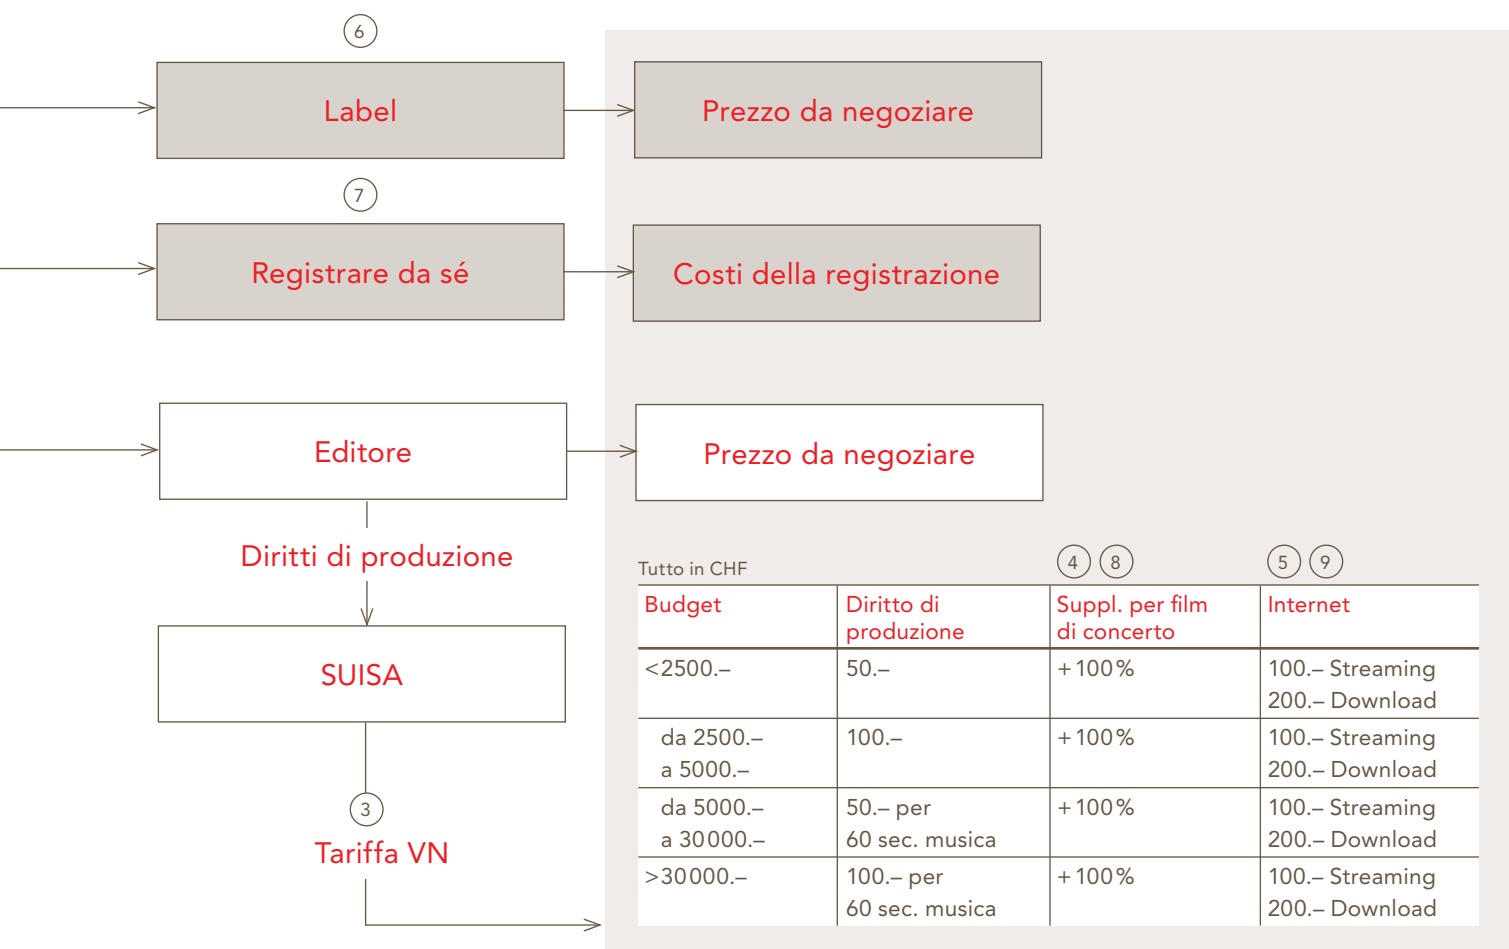 6
Label
Prezzo da negoziare
7
Registrare da sé
Costi della registrazione
Editore
Prezzo da negoziare
Diritti di produzione
SUISA
3
Tariffa VN
Tutto in CHF
4 8
5 9
Budget
Diritto di
produzione
Suppl. per film
di concerto
Internet
<2500.–
50.–
+100%
100.– Streaming
200.– Download
da 2500.–
a 5000.–
100.–
+100%
100.– Streaming
200.– Download
da 5000.–
a 30000.–
50.– per
60 sec. musica
+100%
100.– Streaming
200.– Download
>30000.–
100.– per
60 sec. musica
+100%
100.– Streaming
200.– Download